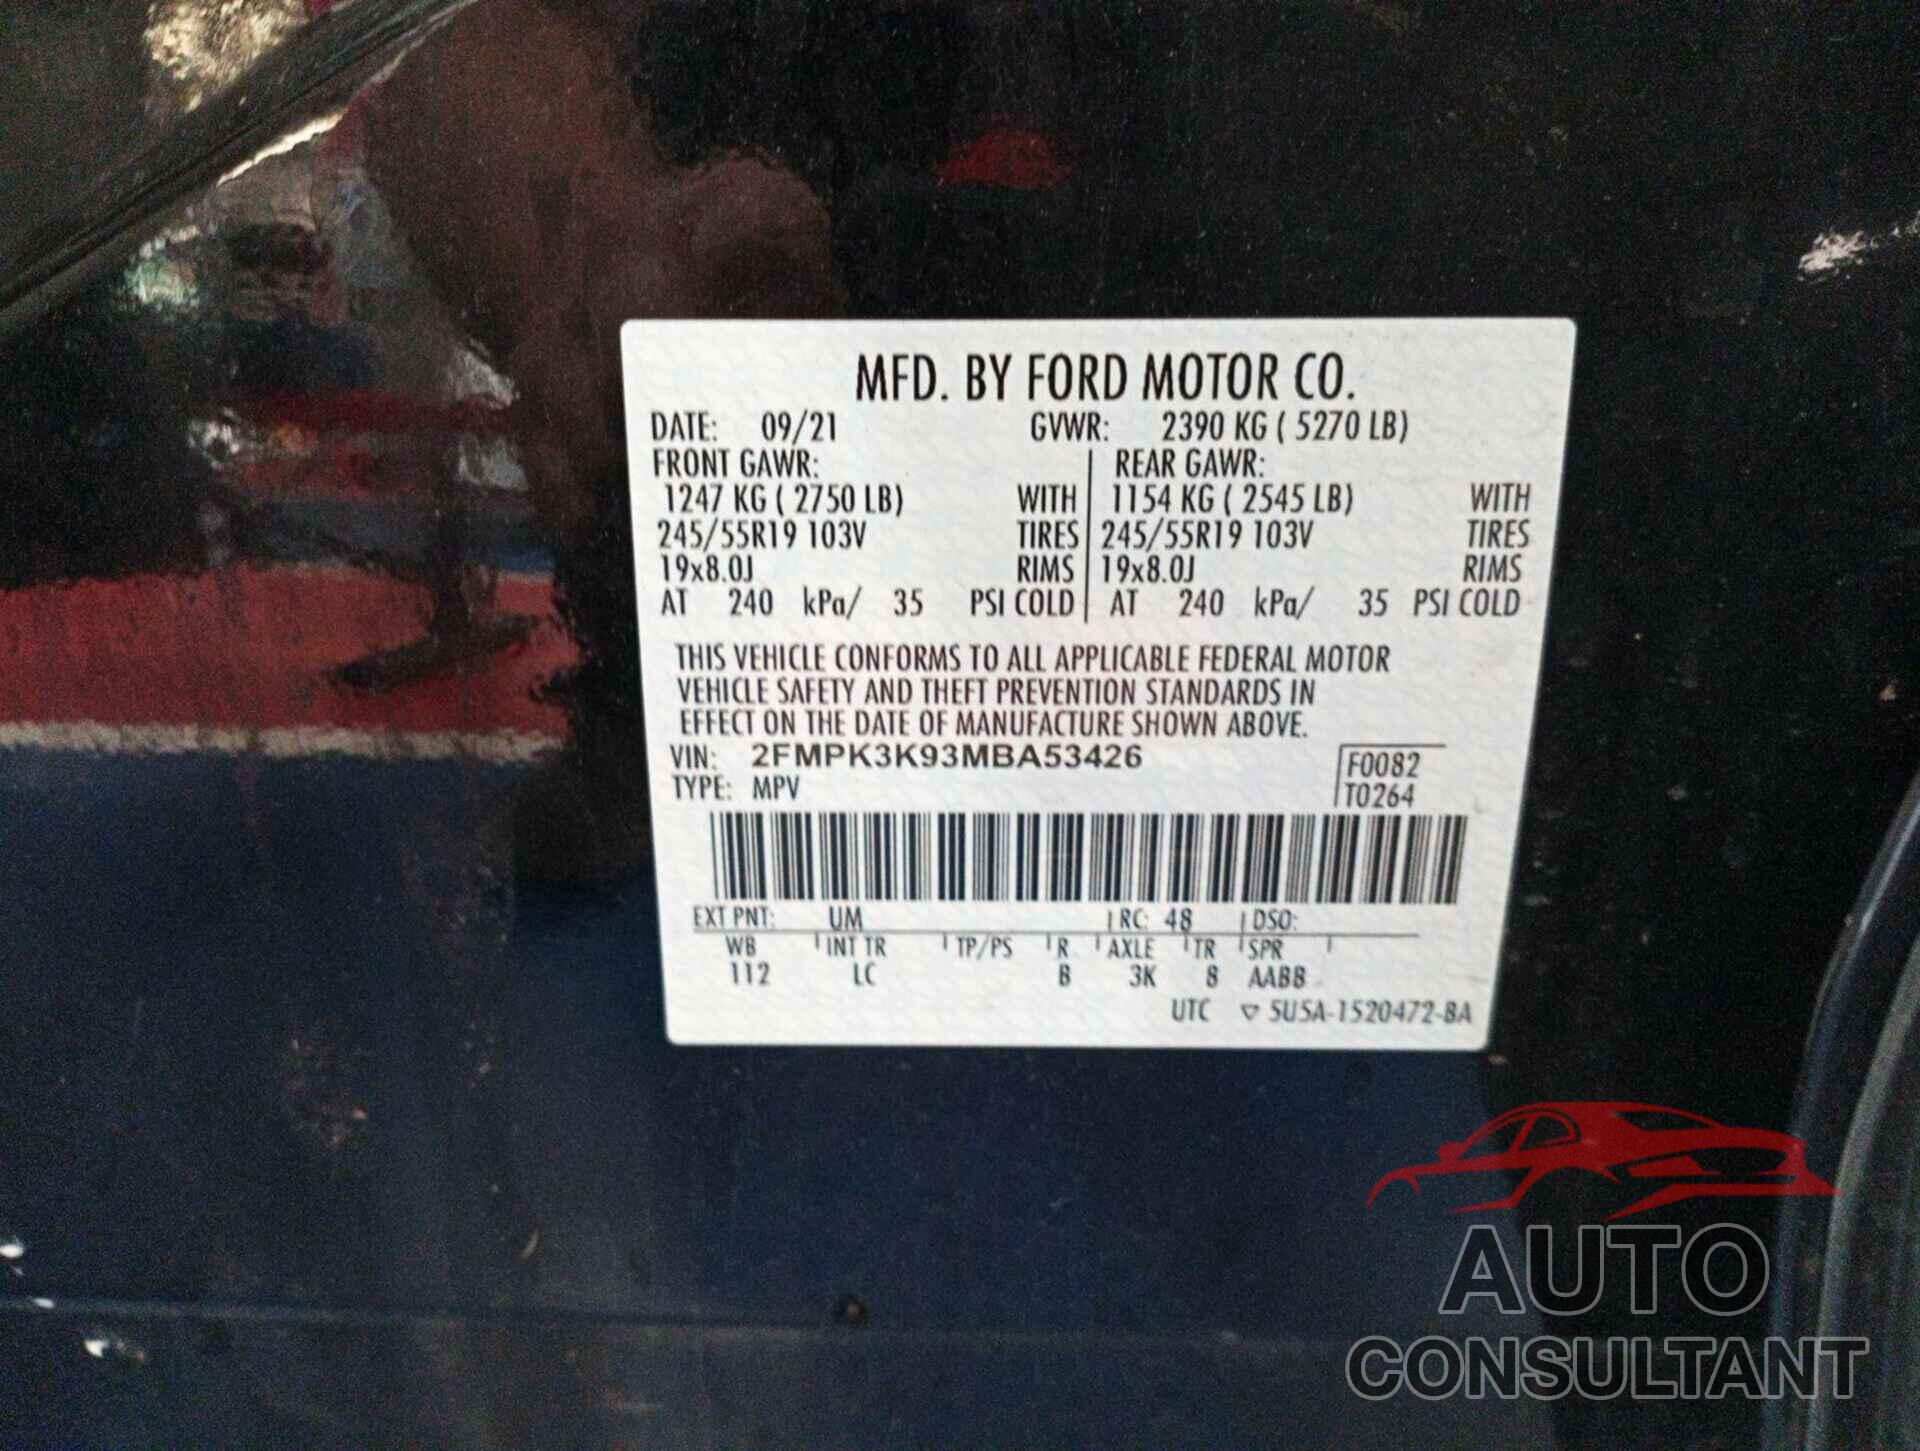 MFD. BY FORD MOTOR CO.
DATE: 09/21 GVWR: 2390 KG ( 5270 LB)
FRONT GAWR: REAR GAWR:
1247 KG ( 2750 LB) WITH 1154 KG ( 2545 LB) WITH
245/55R19 103V TIRES 245/55R19 103V TIRES
19x8.0J RIMS 19x8.0J RIMS
AT 240 kPa/ 35 PSI COLD AT 240 kPa/ 35 PSI COLD
THIS VEHICLE CONFORMS TO ALL APPLICABLE FEDERAL MOTOR
VEHICLE SAFETY AND THEFT PREVENTION STANDARDS IN
EFFECT ON THE DATE OF MANUFACTURE SHOWN ABOVE.
VIN: 2FMPK3K93MBA53426 F0082
TYPE: MPV T0264
EXT PNT: UM RC: 48 DSO:
WB INT TR TP/PS R AXLE TR SPR
112 LC B 3K 8 AABB
UTC ▽ 5U5A-1520472-BA
AUTO
CONSULTANT